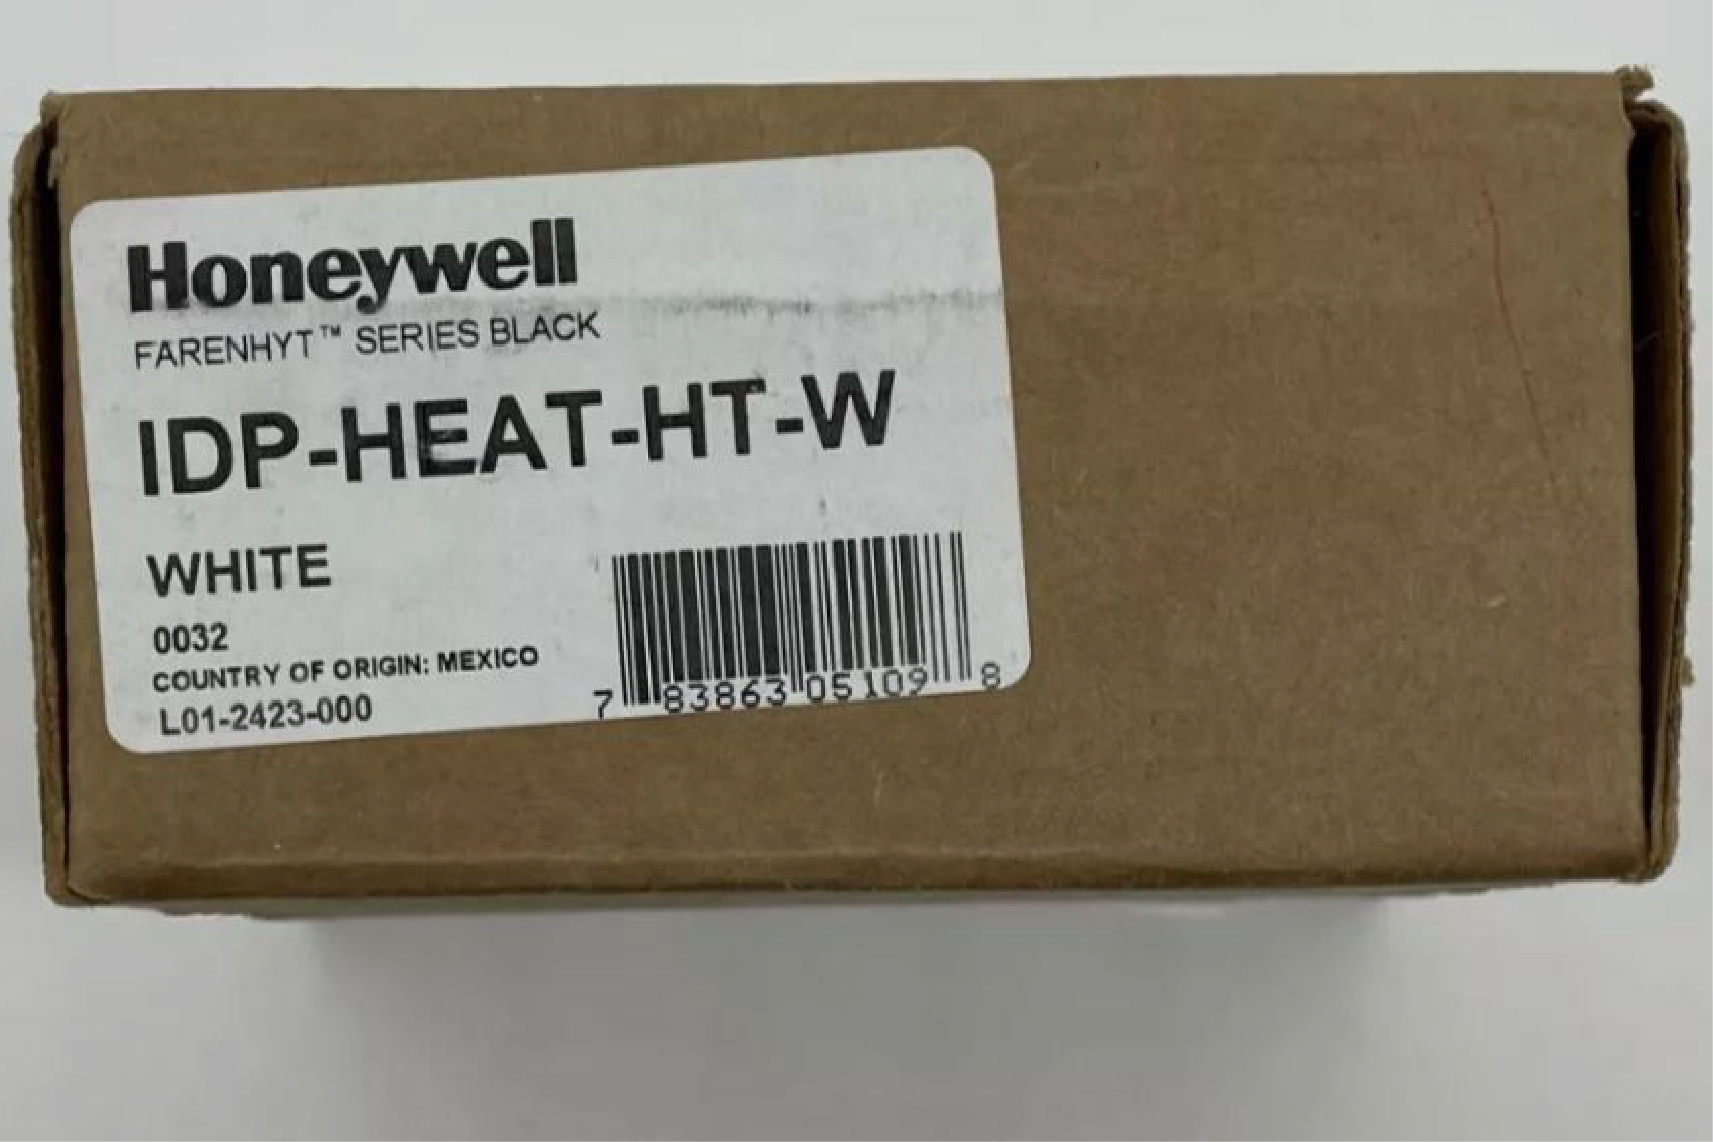 Honeywell
FARENHYT™ SERIES BLACK
IDP-HEAT-HT-W
WHITE
0032
COUNTRY OF ORIGIN: MEXICO
L01-2423-000
7 83863 05109 8